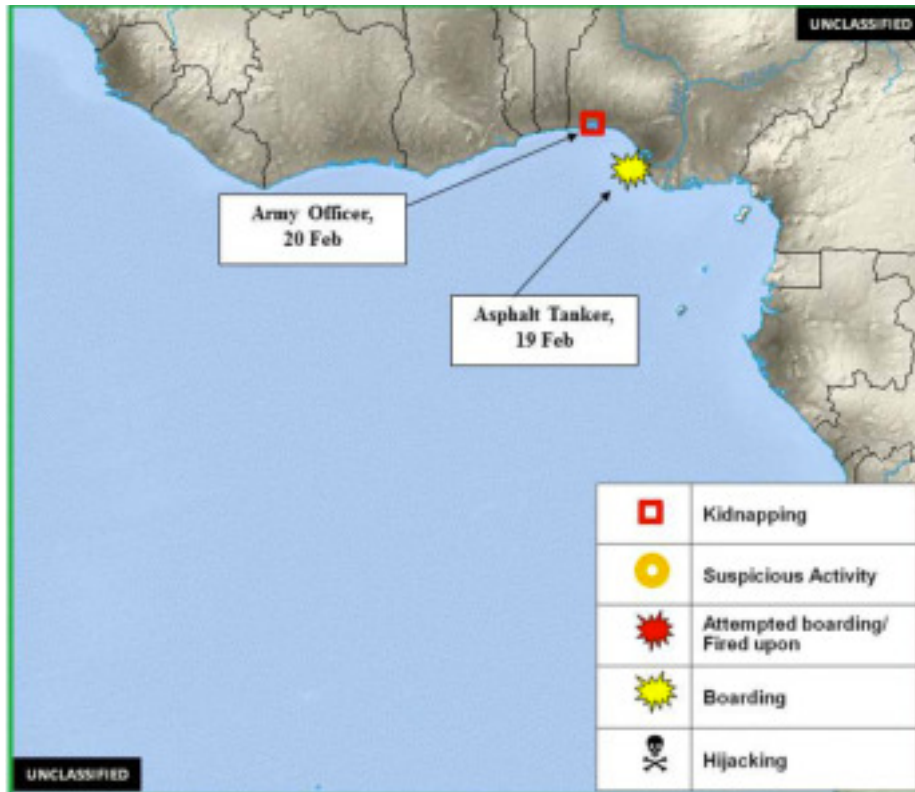 UNCLASSIFIED
Army Officer,
20 Feb
Asphalt Tanker,
19 Feb
Kidnapping
Suspicious Activity
Attempted boarding/
Fired upon
Boarding
Hijacking
UNCLASSIFIED